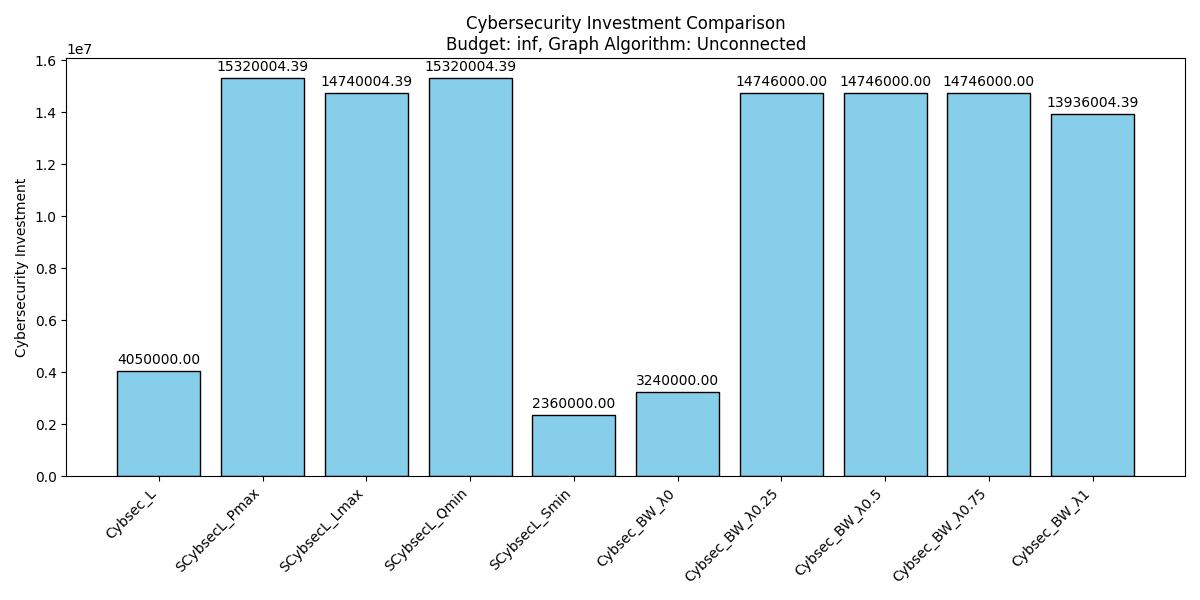 Cybersecurity Investment Comparison
Budget: inf, Graph Algorithm: Unconnected
1e7
1.6
1.4
1.2
1.0
0.8
0.6
0.4
0.2
0.0
Cybersecurity Investment
4050000.00
15320004.39
14740004.39
15320004.39
2360000.00
3240000.00
14746000.00
14746000.00
14746000.00
13936004.39
Cybsec_L
SCybsecL_Pmax
SCybsecL_Lmax
SCybsecL_Qmin
SCybsecL_Smin
Cybsec_BW_λ0
Cybsec_BW_λ0.25
Cybsec_BW_λ0.5
Cybsec_BW_λ0.75
Cybsec_BW_λ1